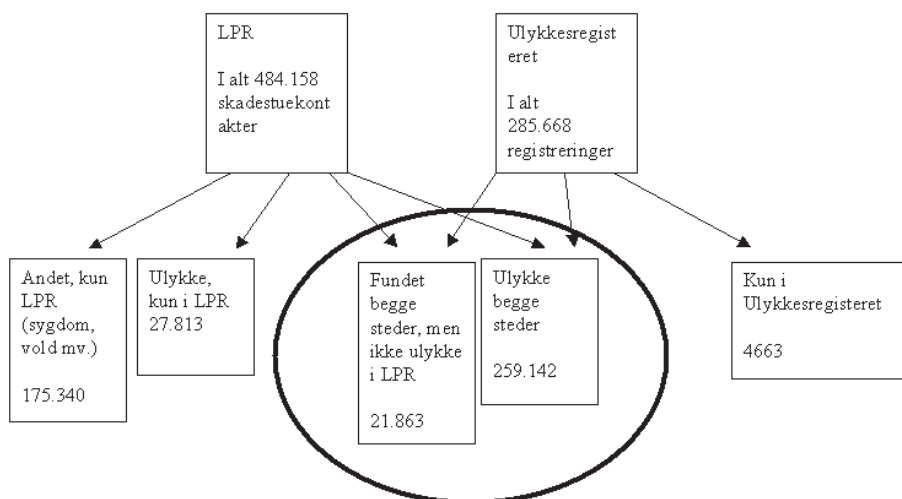 LPR
I alt 484.158
skadestuekont
akter
Ulykkesregist
eret
I alt
285.668
registreringer
Andet, kun
LPR
(sygdom,
vold mv.)
175.340
Ulykke,
kun i LPR
27.813
Fundet
begge
steder, men
ikke ulykke
i LPR
21.863
Ulykke
begge
steder
259.142
Kun i
Ulykkesregisteret
4663